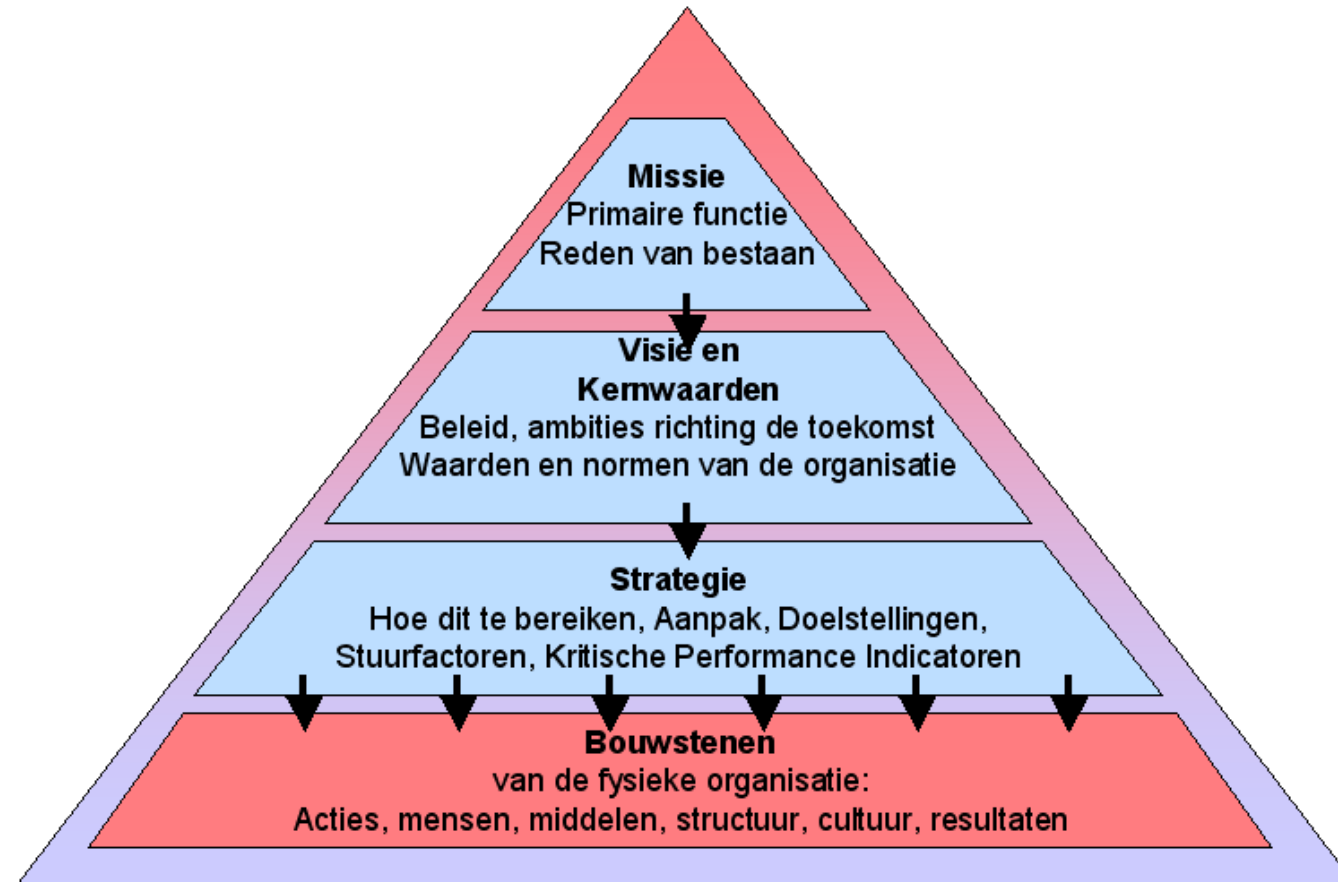 Missie
Primaire functie
Reden van bestaan
Visie en
Kernwaarden
Beleid, ambities richting de toekomst
Waarden en normen van de organisatie
Strategie
Hoe dit te bereiken, Aanpak, Doelstellingen,
Stuurfactoren, Kritische Performance Indicatoren
Bouwstenen
van de fysieke organisatie:
Acties, mensen, middelen, structuur, cultuur, resultaten